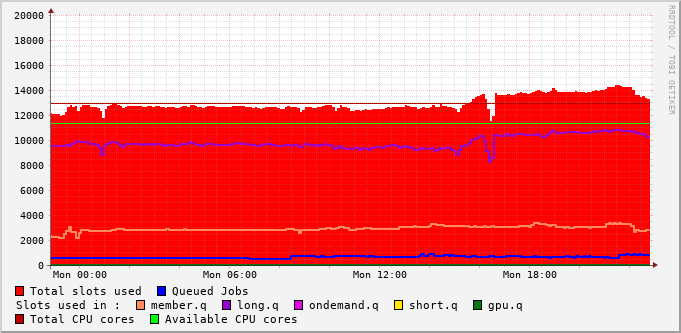 20000
18000
16000
14000
12000
10000
8000
6000
4000
2000
0
Mon 00:00 Mon 06:00 Mon 12:00 Mon 18:00
RRDTOOL / TOBI OETIKER
Total slots used Queued Jobs
Slots used in : member.q long.q ondemand.q short.q gpu.q
Total CPU cores Available CPU cores